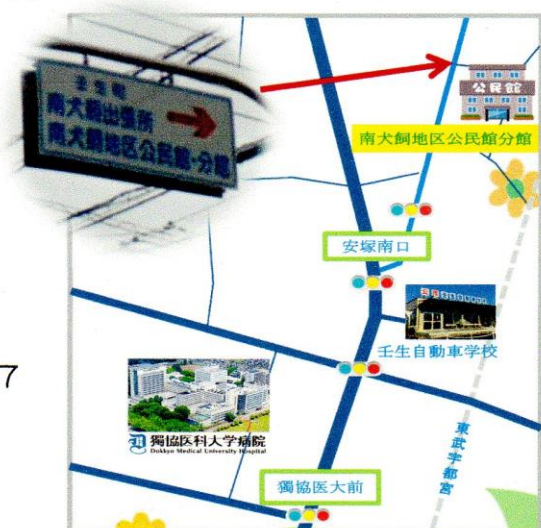 南犬飼出張所
南犬飼地区公民館・分館
公民館
南犬飼地区公民館分館
安塚南口
壬生自動車学校
7
獨協医科大学病院
Dokkyo Medical University Hospital
東武宇都宮
獨協医大前